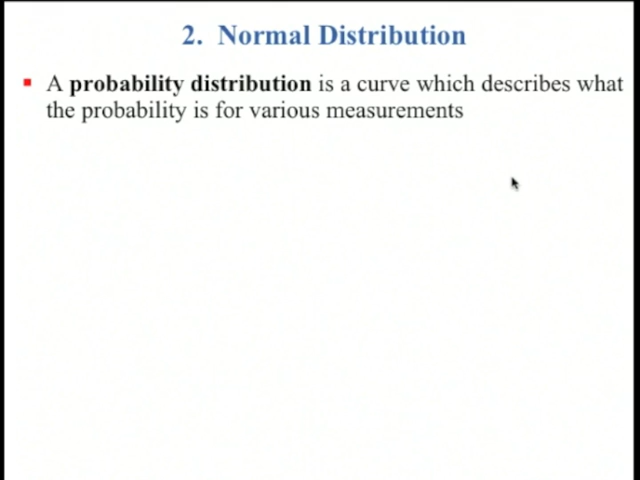 2. Normal Distribution
A probability distribution is a curve which describes what
the probability is for various measurements